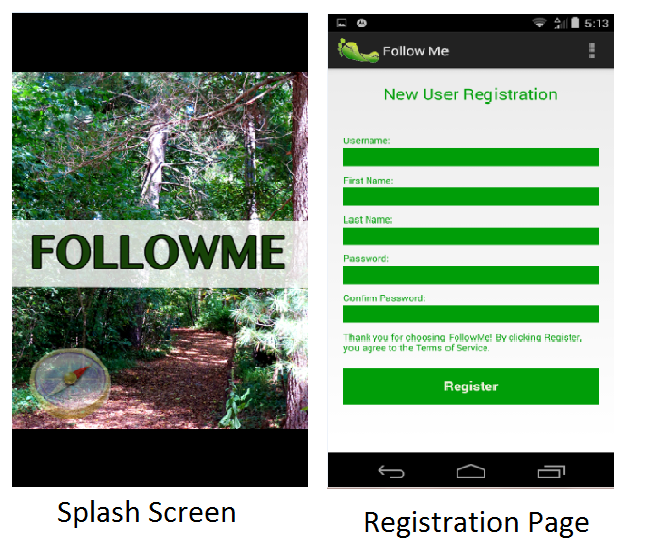 FOLLOWME
Splash Screen
5:13
Follow Me
New User Registration
Username:
First Name:
Last Name:
Password:
Confirm Password:
Thank you for choosing FollowMe! By clicking Register,
you agree to the Terms of Service.
Register
Registration Page